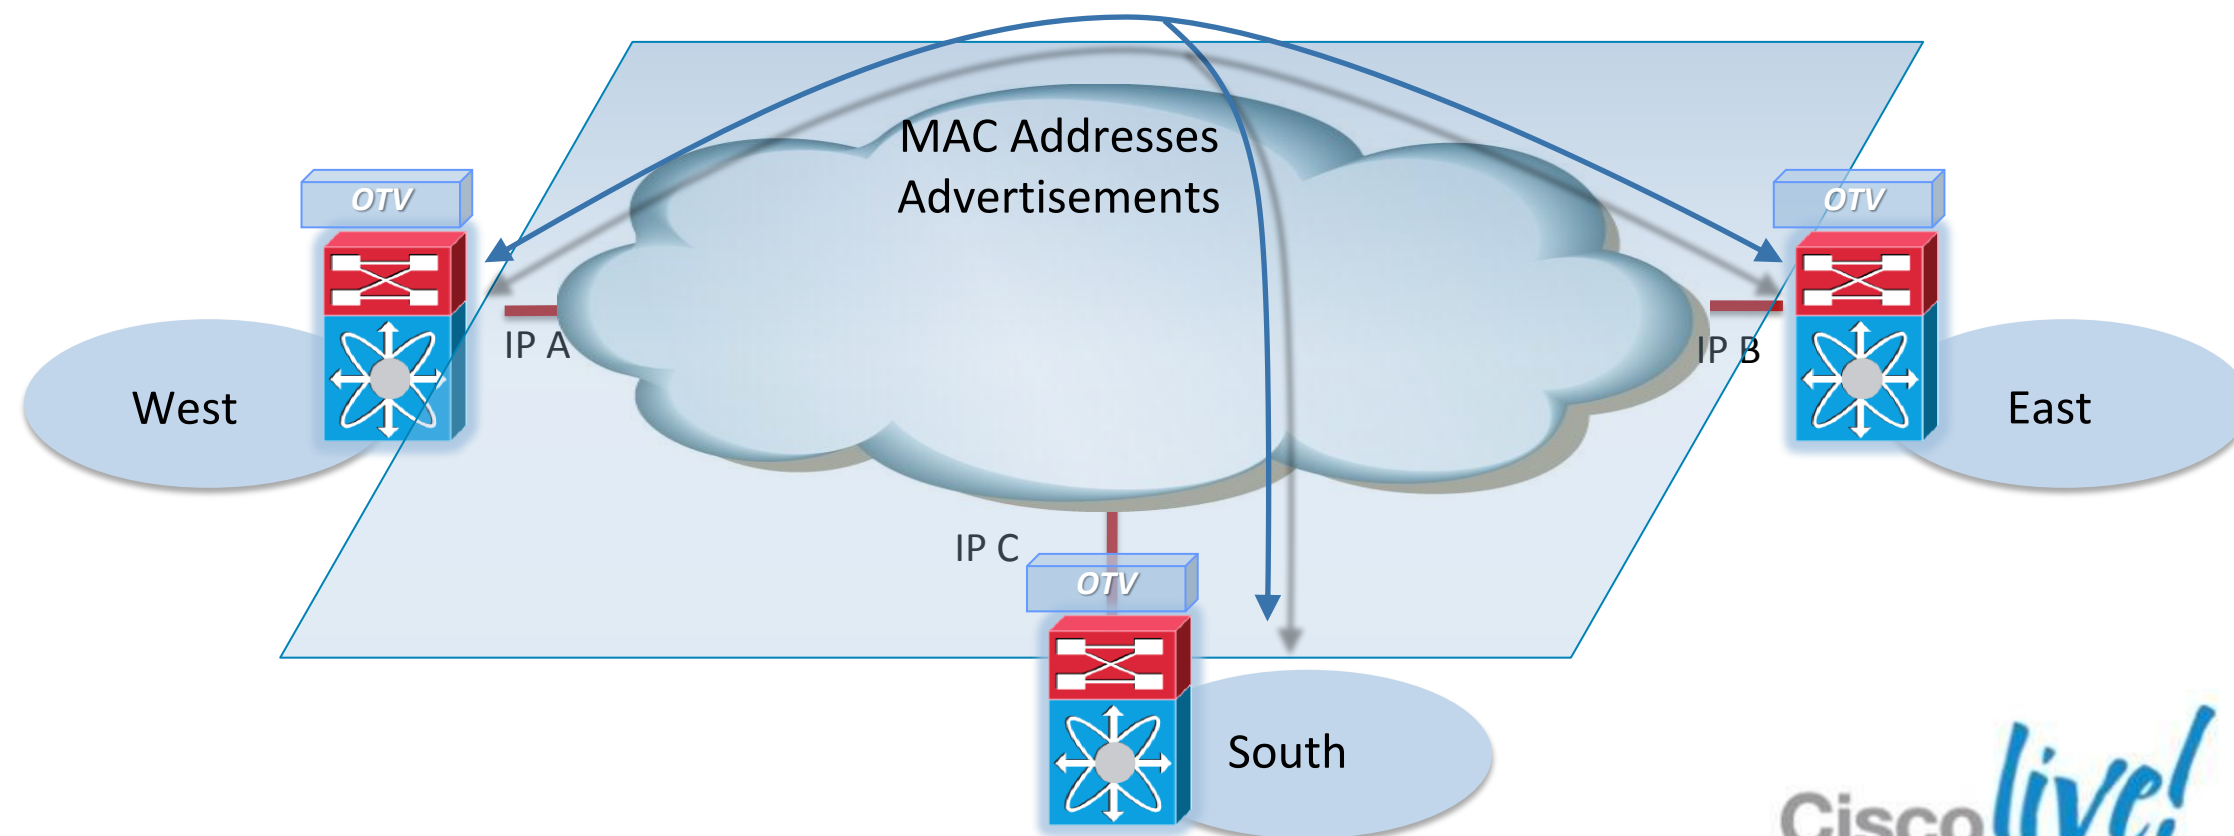 MAC Addresses
Advertisements
OTV
OTV
IP A
IP B
West
East
IP C
OTV
South
Cisco live!